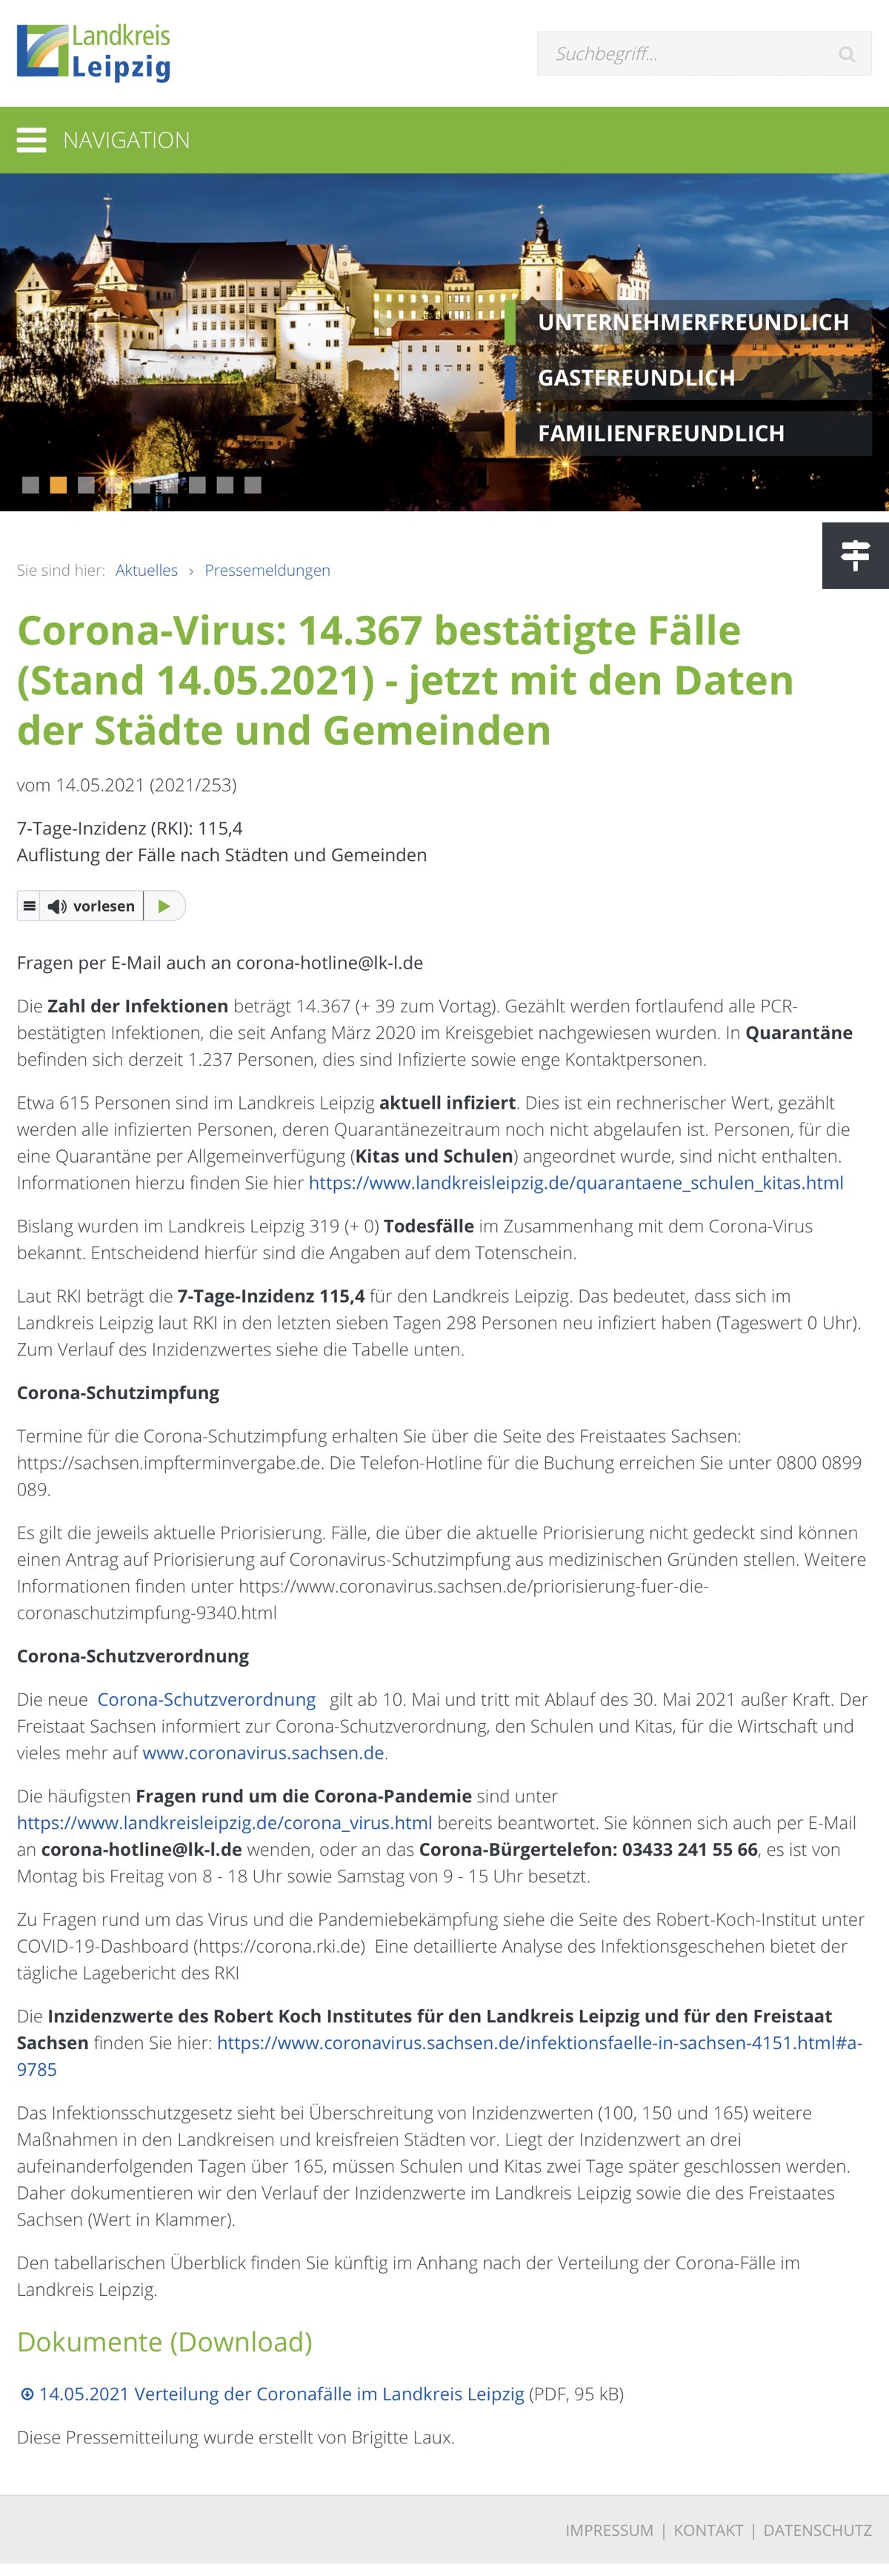 Landkreis
Leipzig
Suchbegriff...
NAVIGATION
UNTERNEHMERFREUNDLICH
GASTFREUNDLICH
FAMILIENFREUNDLICH
Sie sind hier: Aktuelles › Pressemeldungen
Corona-Virus: 14.367 bestätigte Fälle
(Stand 14.05.2021) - jetzt mit den Daten
der Städte und Gemeinden
vom 14.05.2021 (2021/253)
7-Tage-Inzidenz (RKI): 115,4
Auflistung der Fälle nach Städten und Gemeinden
vorlesen
Fragen per E-Mail auch an corona-hotline@lk-l.de
Die Zahl der Infektionen beträgt 14.367 (+ 39 zum Vortag). Gezählt werden fortlaufend alle PCR-
bestätigten Infektionen, die seit Anfang März 2020 im Kreisgebiet nachgewiesen wurden. In Quarantäne
befinden sich derzeit 1.237 Personen, dies sind Infizierte sowie enge Kontaktpersonen.
Etwa 615 Personen sind im Landkreis Leipzig aktuell infiziert. Dies ist ein rechnerischer Wert, gezählt
werden alle infizierten Personen, deren Quarantänezeitraum noch nicht abgelaufen ist. Personen, für die
eine Quarantäne per Allgemeinverfügung (Kitas und Schulen) angeordnet wurde, sind nicht enthalten.
Informationen hierzu finden Sie hier https://www.landkreisleipzig.de/quarantaene_schulen_kitas.html
Bislang wurden im Landkreis Leipzig 319 (+ 0) Todesfälle im Zusammenhang mit dem Corona-Virus
bekannt. Entscheidend hierfür sind die Angaben auf dem Totenschein.
Laut RKI beträgt die 7-Tage-Inzidenz 115,4 für den Landkreis Leipzig. Das bedeutet, dass sich im
Landkreis Leipzig laut RKI in den letzten sieben Tagen 298 Personen neu infiziert haben (Tageswert 0 Uhr).
Zum Verlauf des Inzidenzwertes siehe die Tabelle unten.
Corona-Schutzimpfung
Termine für die Corona-Schutzimpfung erhalten Sie über die Seite des Freistaates Sachsen:
https://sachsen.impfterminvergabe.de. Die Telefon-Hotline für die Buchung erreichen Sie unter 0800 0899
089.
Es gilt die jeweils aktuelle Priorisierung. Fälle, die über die aktuelle Priorisierung nicht gedeckt sind können
einen Antrag auf Priorisierung auf Coronavirus-Schutzimpfung aus medizinischen Gründen stellen. Weitere
Informationen finden unter https://www.coronavirus.sachsen.de/priorisierung-fuer-die-
coronaschutzimpfung-9340.html
Corona-Schutzverordnung
Die neue Corona-Schutzverordnung gilt ab 10. Mai und tritt mit Ablauf des 30. Mai 2021 außer Kraft. Der
Freistaat Sachsen informiert zur Corona-Schutzverordnung, den Schulen und Kitas, für die Wirtschaft und
vieles mehr auf www.coronavirus.sachsen.de.
Die häufigsten Fragen rund um die Corona-Pandemie sind unter
https://www.landkreisleipzig.de/corona_virus.html bereits beantwortet. Sie können sich auch per E-Mail
an corona-hotline@lk-l.de wenden, oder an das Corona-Bürgertelefon: 03433 241 55 66, es ist von
Montag bis Freitag von 8 - 18 Uhr sowie Samstag von 9 - 15 Uhr besetzt.
Zu Fragen rund um das Virus und die Pandemiebekämpfung siehe die Seite des Robert-Koch-Institut unter
COVID-19-Dashboard (https://corona.rki.de) Eine detaillierte Analyse des Infektionsgeschehen bietet der
tägliche Lagebericht des RKI
Die Inzidenzwerte des Robert Koch Institutes für den Landkreis Leipzig und für den Freistaat
Sachsen finden Sie hier: https://www.coronavirus.sachsen.de/infektionsfaelle-in-sachsen-4151.html#a-
9785
Das Infektionsschutzgesetz sieht bei Überschreitung von Inzidenzwerten (100, 150 und 165) weitere
Maßnahmen in den Landkreisen und kreisfreien Städten vor. Liegt der Inzidenzwert an drei
aufeinanderfolgenden Tagen über 165, müssen Schulen und Kitas zwei Tage später geschlossen werden.
Daher dokumentieren wir den Verlauf der Inzidenzwerte im Landkreis Leipzig sowie die des Freistaates
Sachsen (Wert in Klammer).
Den tabellarischen Überblick finden Sie künftig im Anhang nach der Verteilung der Corona-Fälle im
Landkreis Leipzig.
Dokumente (Download)
14.05.2021 Verteilung der Coronafälle im Landkreis Leipzig (PDF, 95 kB)
Diese Pressemitteilung wurde erstellt von Brigitte Laux.
IMPRESSUM | KONTAKT | DATENSCHUTZ